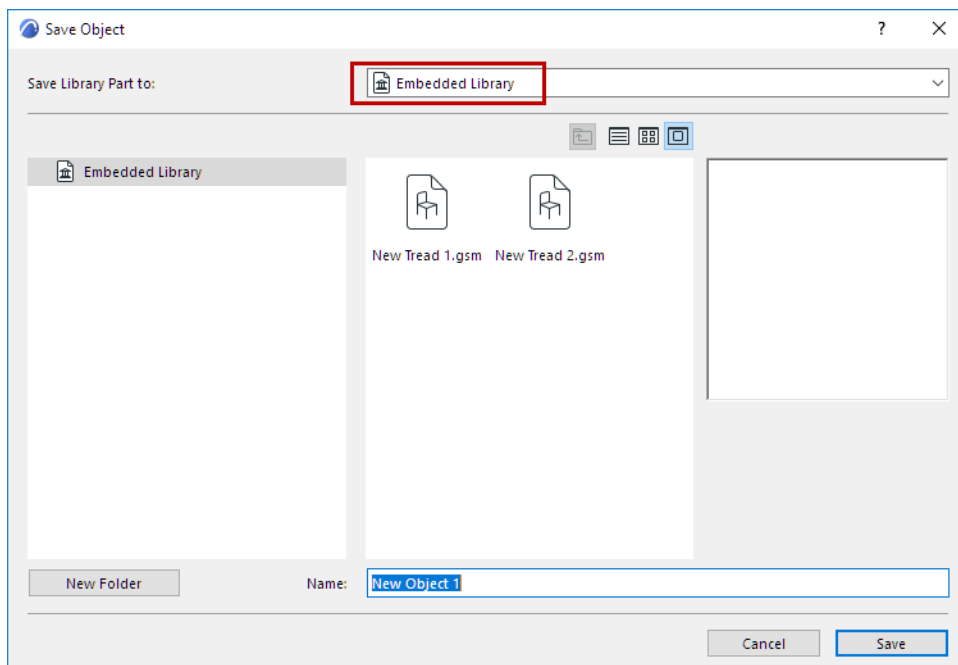 Save Object
?
Save Library Part to:
Embedded Library
Embedded Library
New Tread 1.gsm
New Tread 2.gsm
New Folder
Name:
New Object 1
Cancel
Save